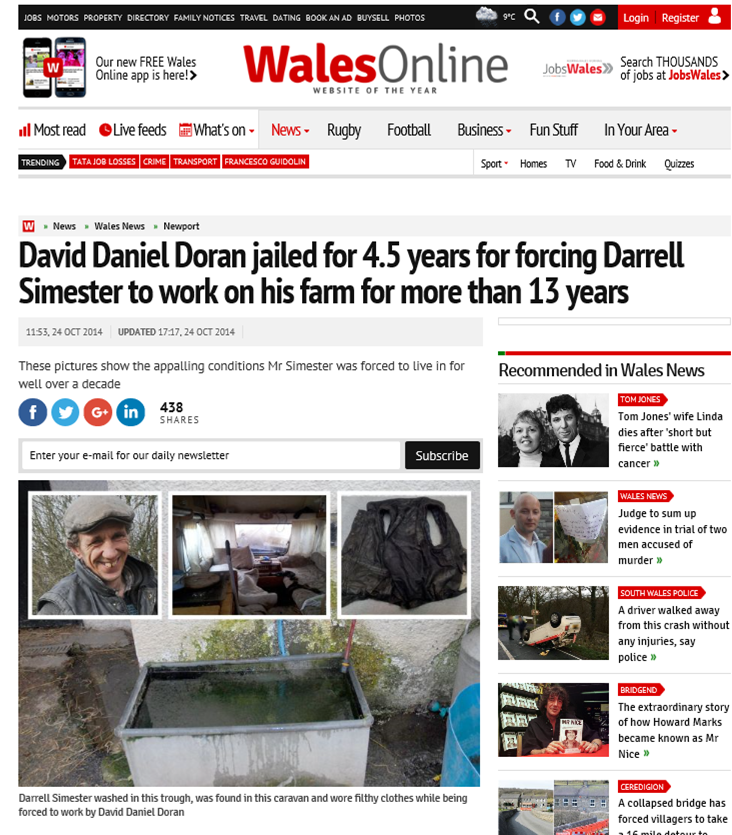 JOBS MOTORS PROPERTY DIRECTORY FAMILY NOTICES TRAVEL DATING BOOK AN AD BUYSELL PHOTOS
9°C
Login Register
Our new FREE Wales
Online app is here!
WalesOnline
WEBSITE OF THE YEAR
JobsWales
Search THOUSANDS
of jobs at JobsWales
Most read Live feeds What's on News Rugby Football Business Fun Stuff In Your Area
TRENDING TATA JOB LOSSES CRIME TRANSPORT FRANCESCO GUIDOLIN
Sport Homes TV Food & Drink Quizzes
W » News » Wales News » Newport
David Daniel Doran jailed for 4.5 years for forcing Darrell
Simester to work on his farm for more than 13 years
11:53, 24 OCT 2014 UPDATED 17:17, 24 OCT 2014
These pictures show the appalling conditions Mr Simester was forced to live in for
well over a decade
438
SHARES
Enter your e-mail for our daily newsletter
Subscribe
Darrell Simester washed in this trough, was found in this caravan and wore filthy clothes while being
forced to work by David Daniel Doran
Recommended in Wales News
TOM JONES
Tom Jones' wife Linda
dies after 'short but
fierce' battle with
cancer »
WALES NEWS
Judge to sum up
evidence in trial of two
men accused of
murder »
SOUTH WALES POLICE
A driver walked away
from this crash without
any injuries, say
police »
BRIDGEND
The extraordinary story
of how Howard Marks
became known as Mr
Nice »
MR NICE
CEREDIGION
A collapsed bridge has
forced villagers to take
a 16 mile detour to